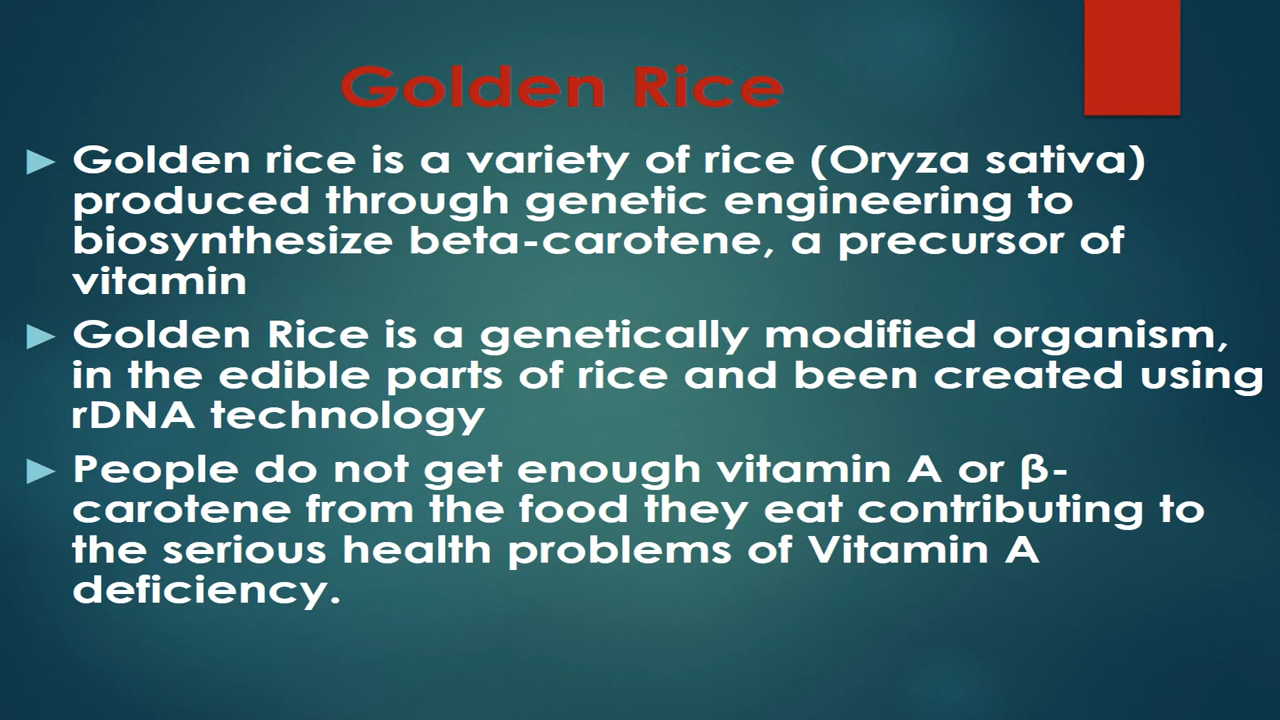 Golden Rice
Golden rice is a variety of rice (Oryza sativa)
produced through genetic engineering to
biosynthesize beta-carotene, a precursor of
vitamin
Golden Rice is a genetically modified organism,
in the edible parts of rice and been created using
rDNA technology
People do not get enough vitamin A or β-
carotene from the food they eat contributing to
the serious health problems of Vitamin A
deficiency.